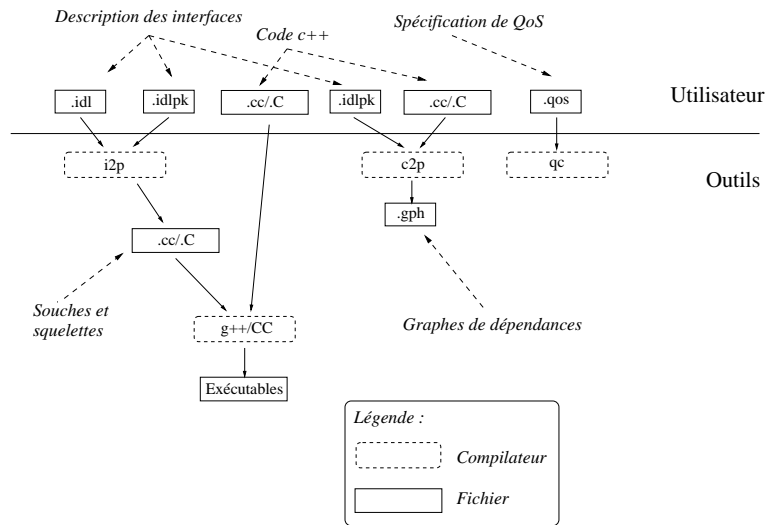 Description des interfaces
Code c++
Spécification de QoS
.idl
.idlpk
.cc/.C
.idlpk
.cc/.C
.qos
Utilisateur
i2p
c2p
qc
Outils
.gph
.cc/.C
Souches et
squelettes
g++/CC
Graphes de dépendances
Exécutables
Légende :
Compilateur
Fichier